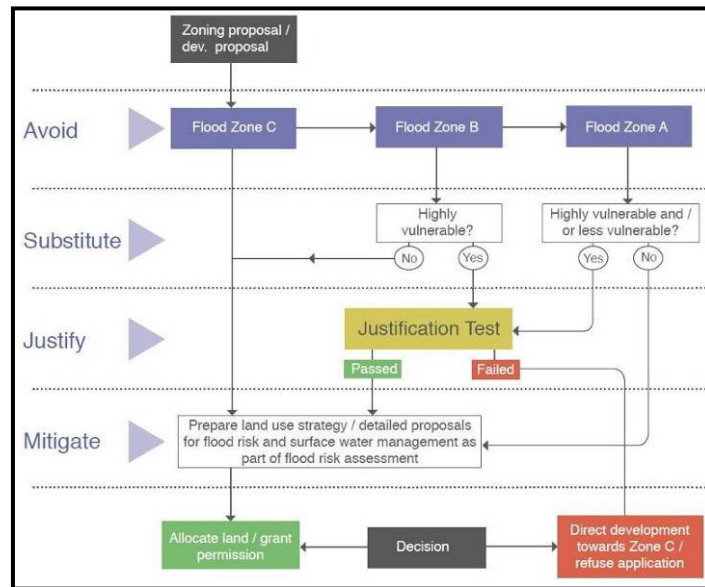 Zoning proposal /
dev. proposal
Avoid
Flood Zone C
Flood Zone B
Flood Zone A
Substitute
Highly
vulnerable?
Highly vulnerable and /
or less vulnerable?
No
Yes
Yes
No
Justify
Justification Test
Passed
Failed
Mitigate
Prepare land use strategy / detailed proposals
for flood risk and surface water management as
part of flood risk assessment
Allocate land / grant
permission
Decision
Direct development
towards Zone C /
refuse application